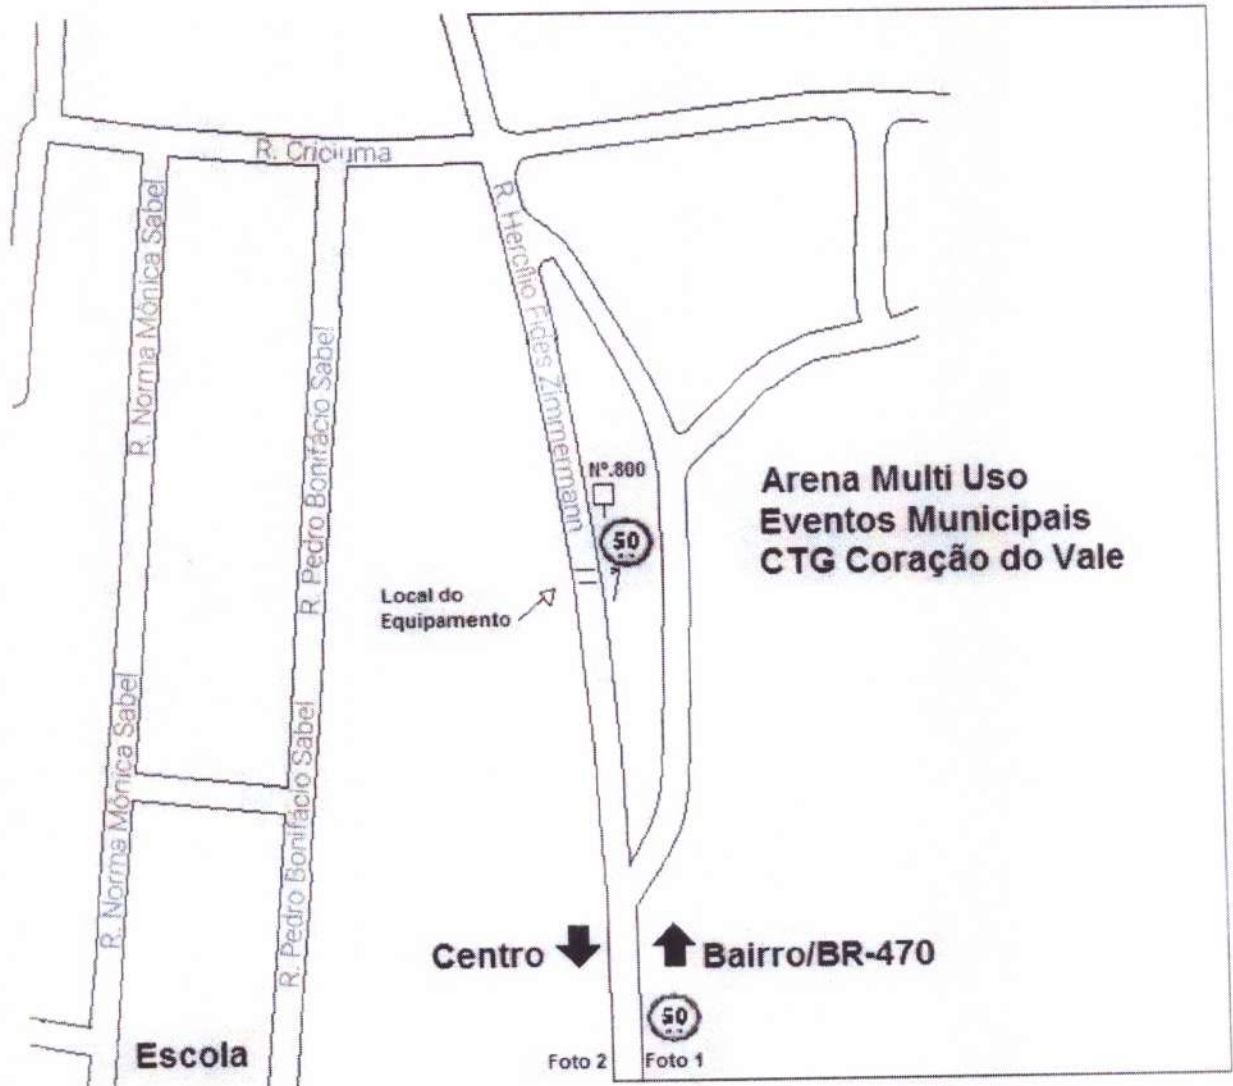 R. Criciuma
R. Norma Mônica Sabel
R. Pedro Bonifácio Sabel
R. Hercílio Fides Zimmermann
Nº.800
50
Arena Multi Uso
Eventos Municipais
CTG Coração do Vale
Local do
Equipamento
R. Norma Mônica Sabel
R. Pedro Bonifácio Sabel
Centro
Bairro/BR-470
50
Escola
Foto 2
Foto 1